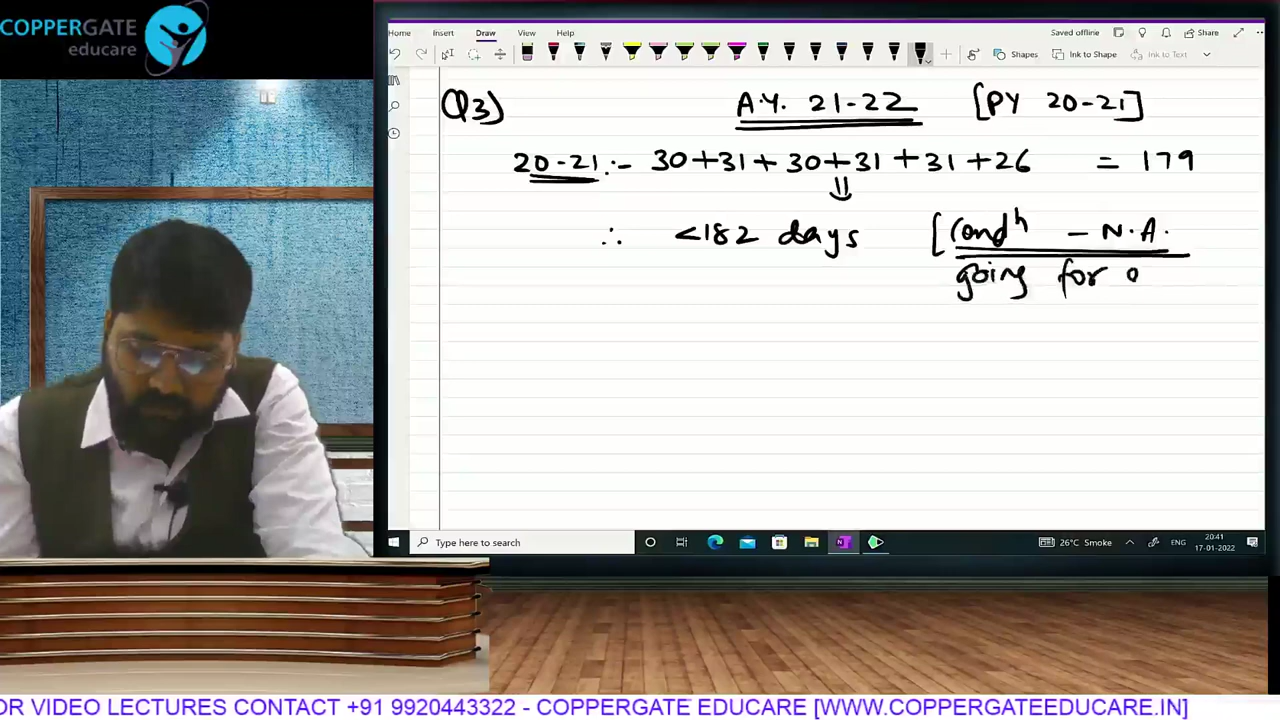 COPPERGATE
educare
Home Insert Draw View Help
Saved offline
Share
Shapes
Ink to Shape
Ink to Text
Q3) A.Y. 21-22 [PY 20-21]
20-21 :- 30+31+30+31+31+26 = 179
∴ <182 days [Condn - N.A.
going for o
Type here to search
26°C Smoke
ENG
20:41
17-01-2022
OR VIDEO LECTURES CONTACT +91 9920443322 - COPPERGATE EDUCARE [WWW.COPPERGATEEDUCARE.IN]